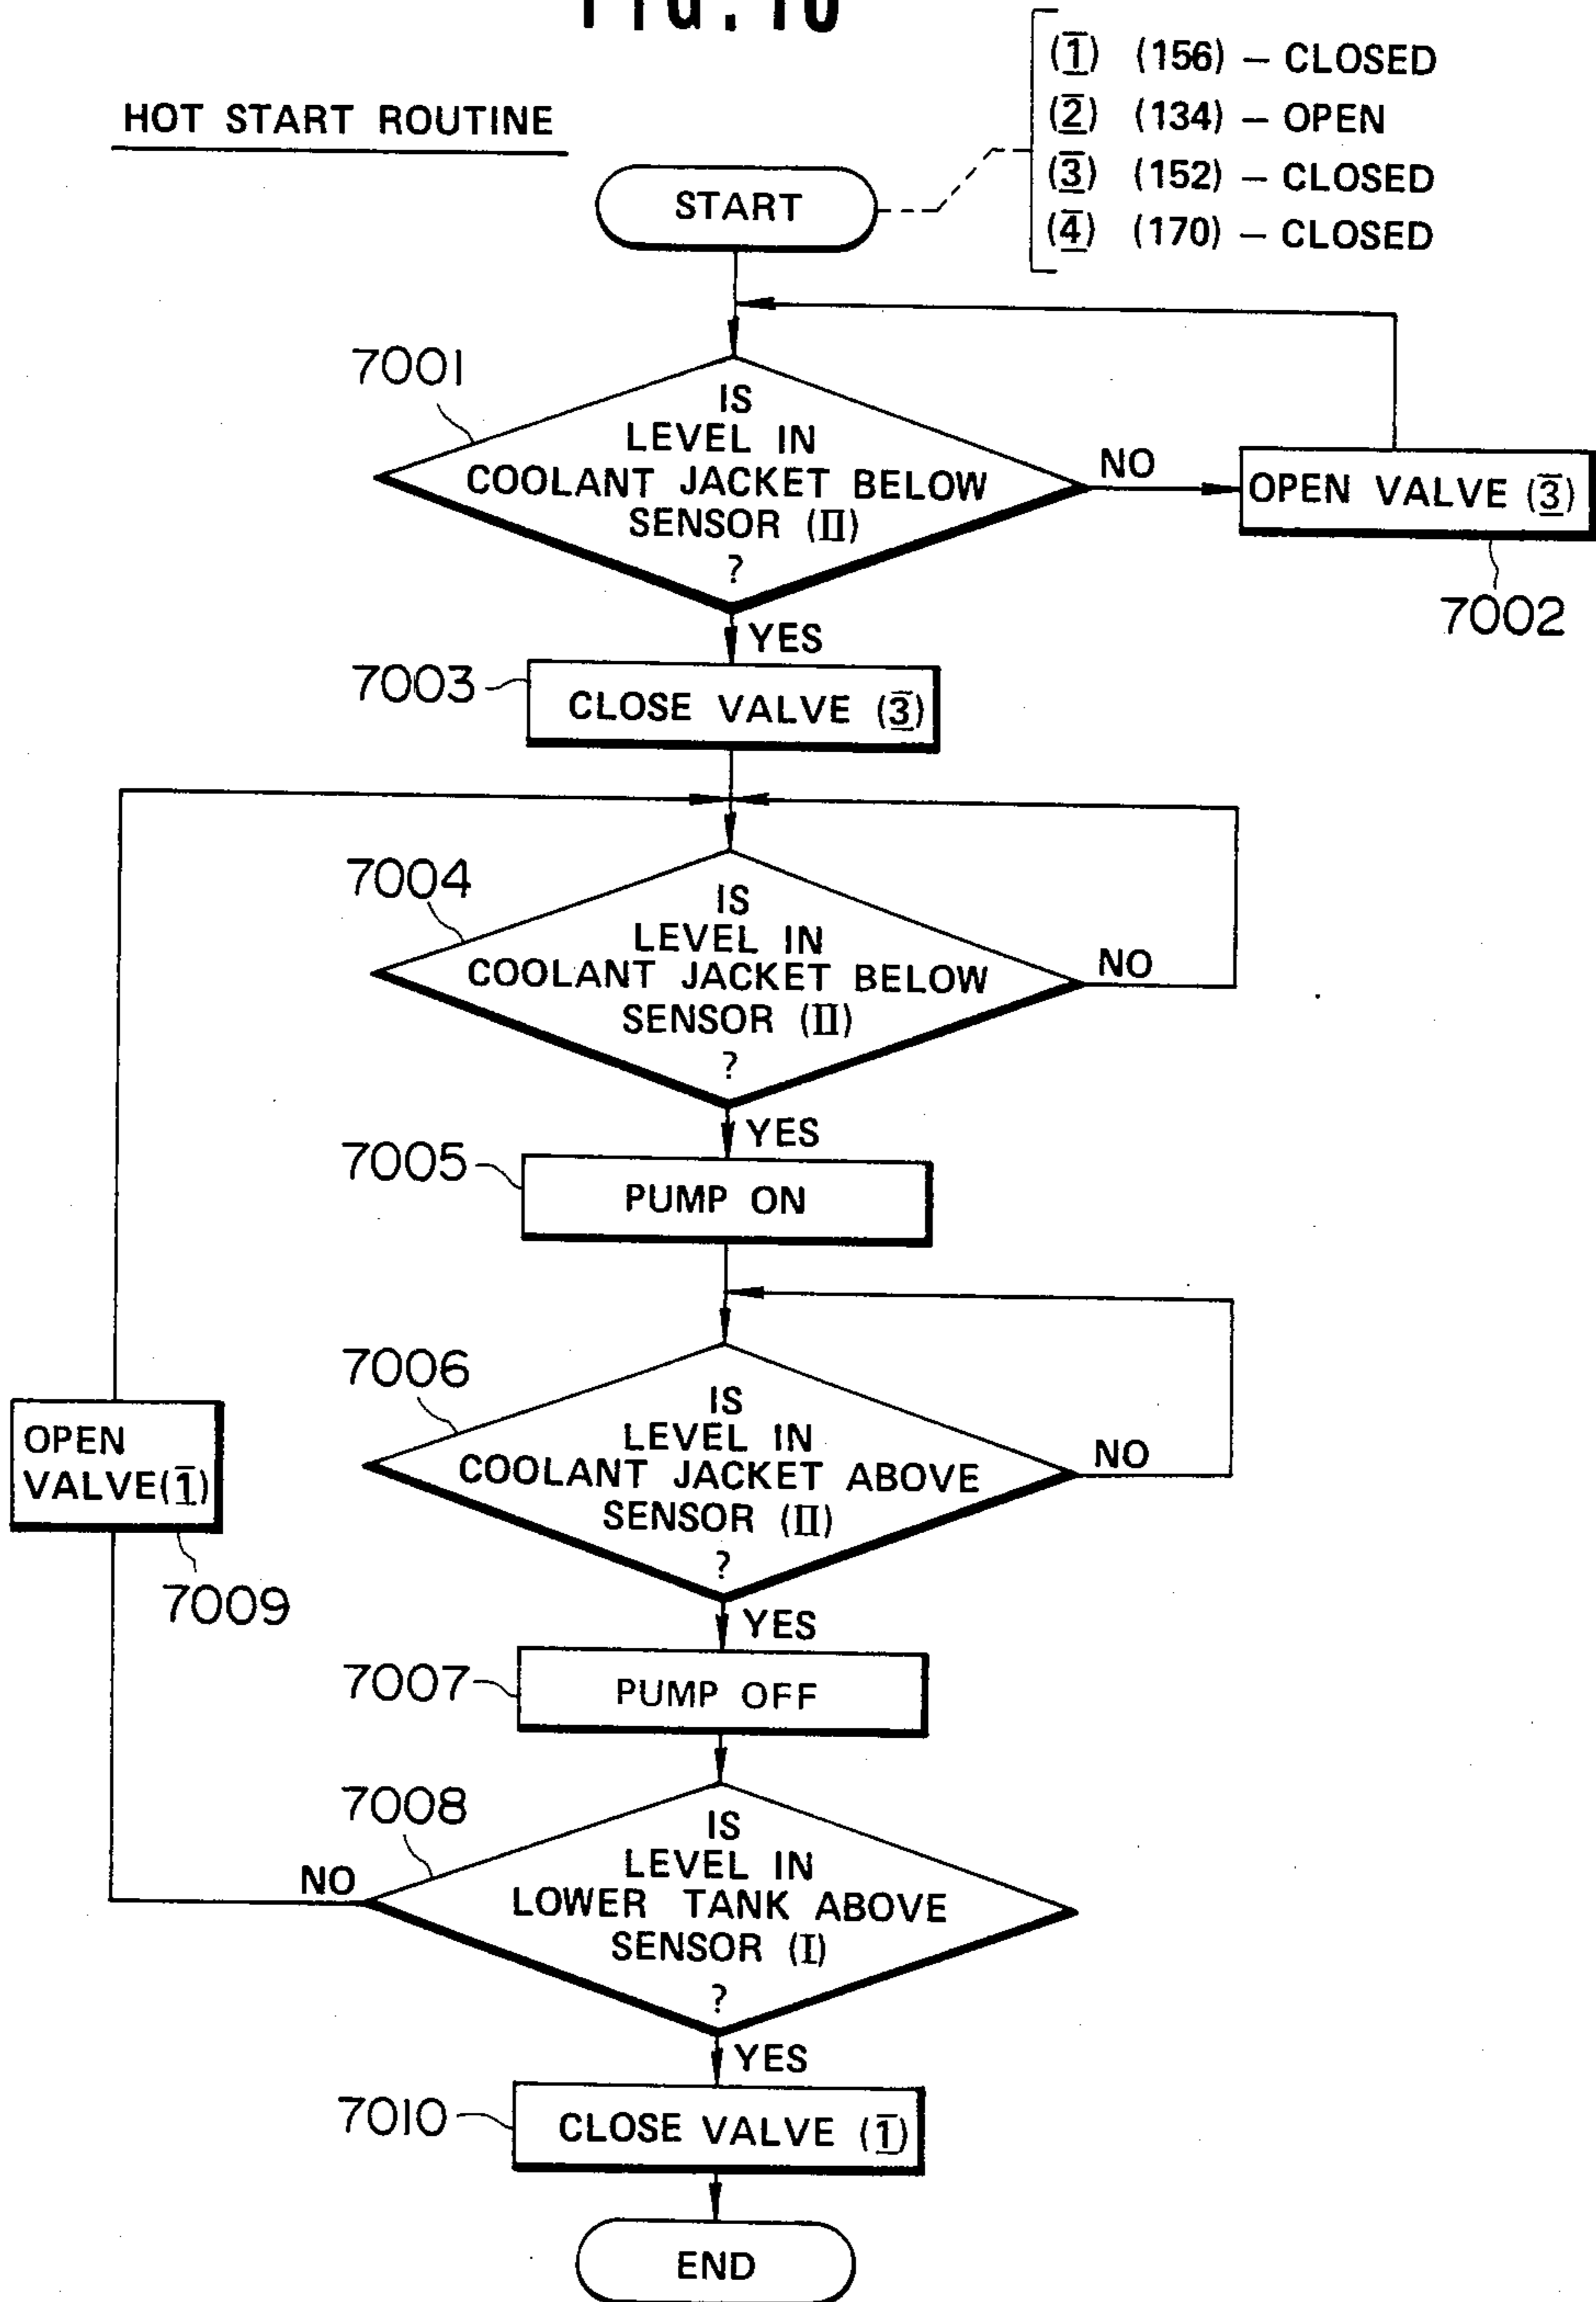 FIG. 10
HOT START ROUTINE
(1) (156) – CLOSED
(2) (134) – OPEN
(3) (152) – CLOSED
(4) (170) – CLOSED
START
7001
IS
LEVEL IN
COOLANT JACKET BELOW
SENSOR (II)
?
NO
OPEN VALVE (3)
7002
YES
7003
CLOSE VALVE (3)
7004
IS
LEVEL IN
COOLANT JACKET BELOW
SENSOR (II)
?
NO
YES
7005
PUMP ON
7006
IS
LEVEL IN
COOLANT JACKET ABOVE
SENSOR (II)
?
NO
OPEN
VALVE(1)
7009
YES
7007
PUMP OFF
7008
IS
LEVEL IN
LOWER TANK ABOVE
SENSOR (I)
?
NO
YES
7010
CLOSE VALVE (1)
END